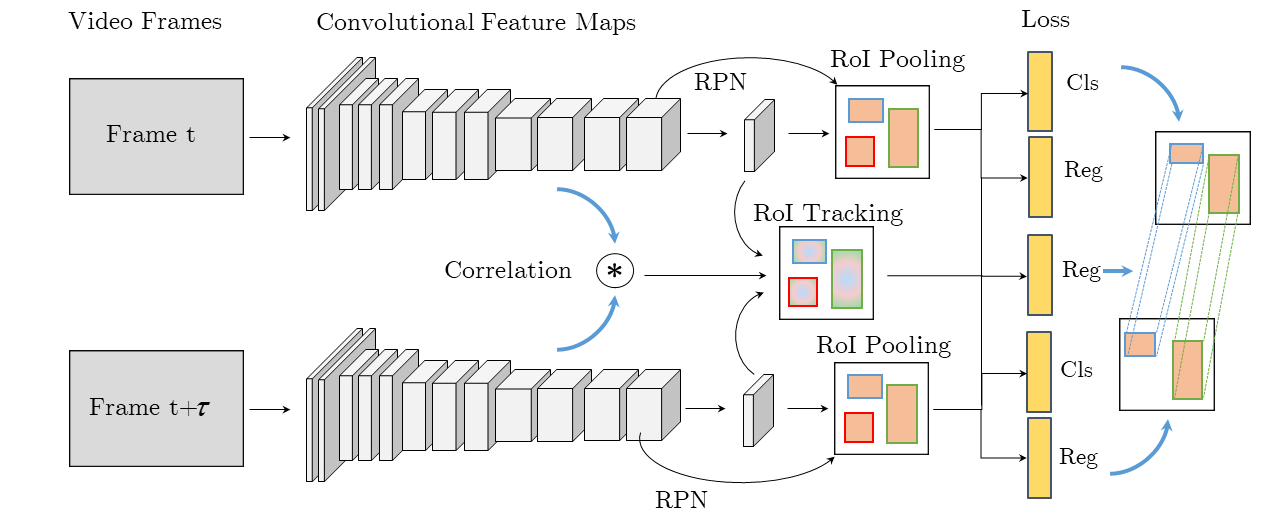 Video Frames
Convolutional Feature Maps
Loss
RoI Pooling
RPN
Cls
Frame t
Reg
RoI Tracking
Correlation
*
Reg
RoI Pooling
Cls
Frame t+τ
Reg
RPN